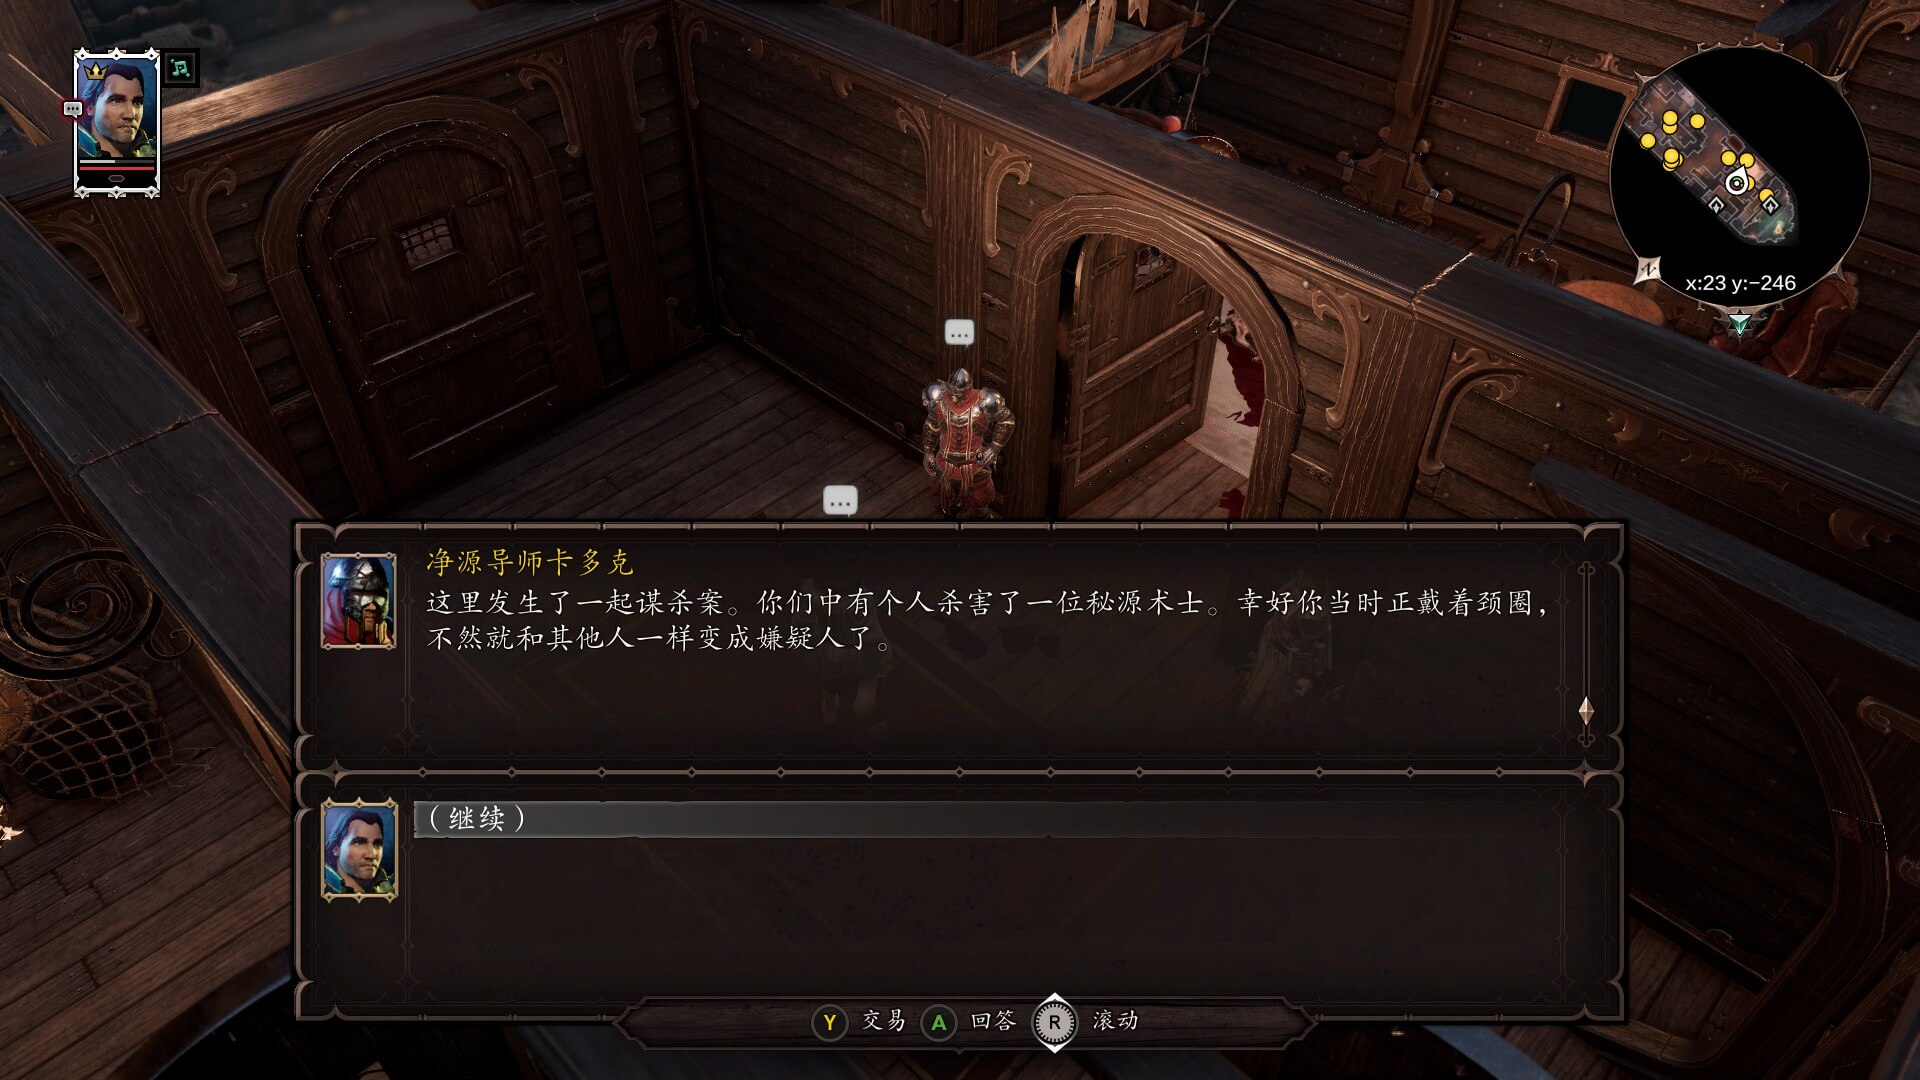 x:23 y:-246
净源导师卡多克
这里发生了一起谋杀案。你们中有个人杀害了一位秘源术士。幸好你当时正戴着颈圈，
不然就和其他人一样变成嫌疑人了。
（继续）
Y 交易 A 回答 R 滚动